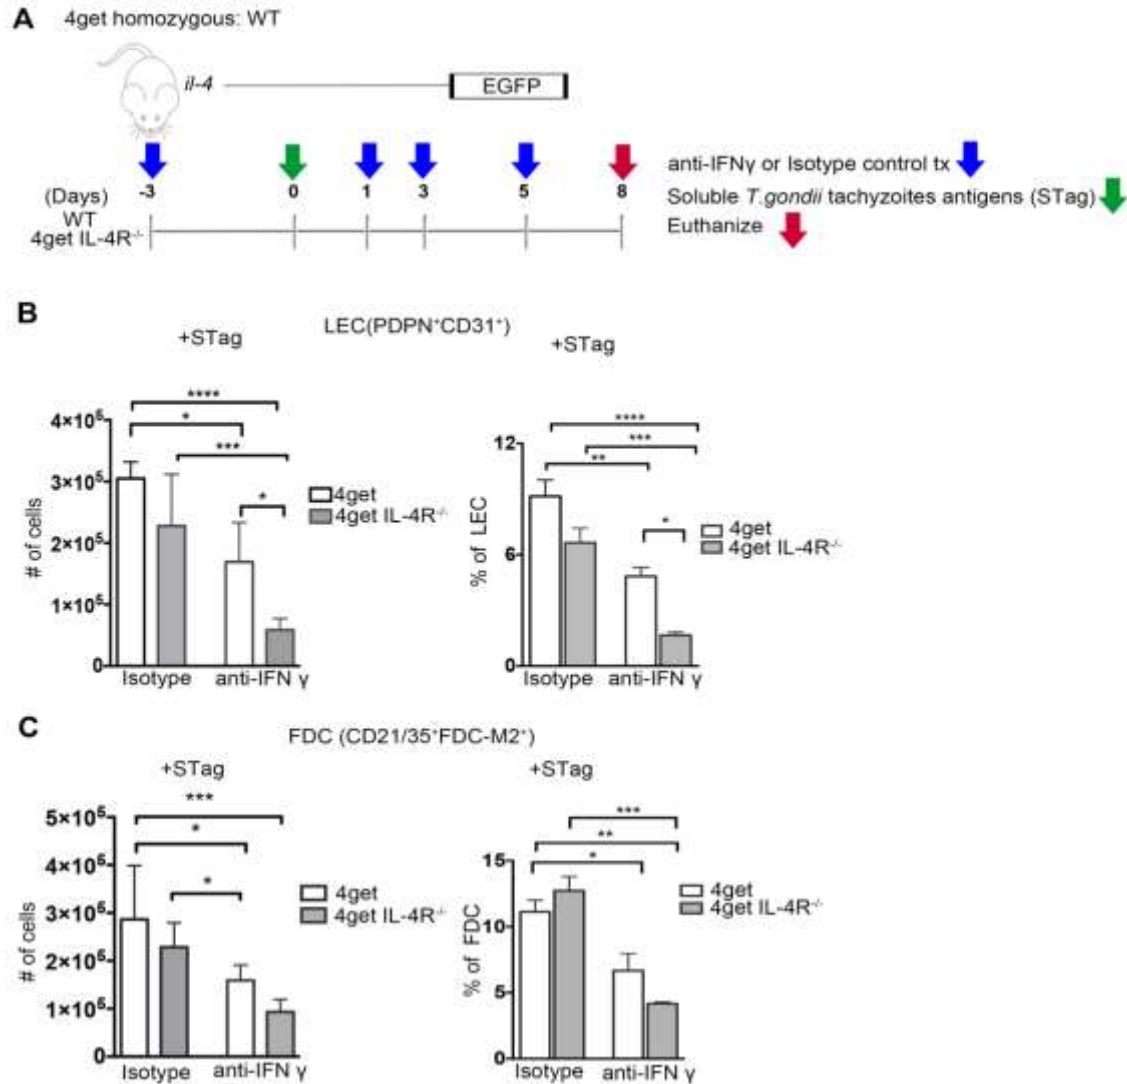 A 4get homozygous: WT
il-4 EGFP
(Days) -3 0 1 3 5 8
WT
4get IL-4R-/-
anti-IFNγ or Isotype control tx
Soluble T.gondii tachyzoites antigens (STag)
Euthanize
B
LEC(PDPN⁺CD31⁺)
+STag
****
*
***
*
4×10⁵
3×10⁵
2×10⁵
1×10⁵
0
# of cells
Isotype anti-IFN γ
4get
4get IL-4R-/-
+STag
****
***
**
*
12
6
0
% of LEC
Isotype anti-IFN γ
4get
4get IL-4R-/-
C
FDC (CD21/35⁺FDC-M2⁺)
+STag
***
*
*
5×10⁵
4×10⁵
3×10⁵
2×10⁵
1×10⁵
0
# of cells
Isotype anti-IFN γ
4get
4get IL-4R-/-
+STag
***
**
*
15
10
5
0
% of FDC
Isotype anti-IFN γ
4get
4get IL-4R-/-